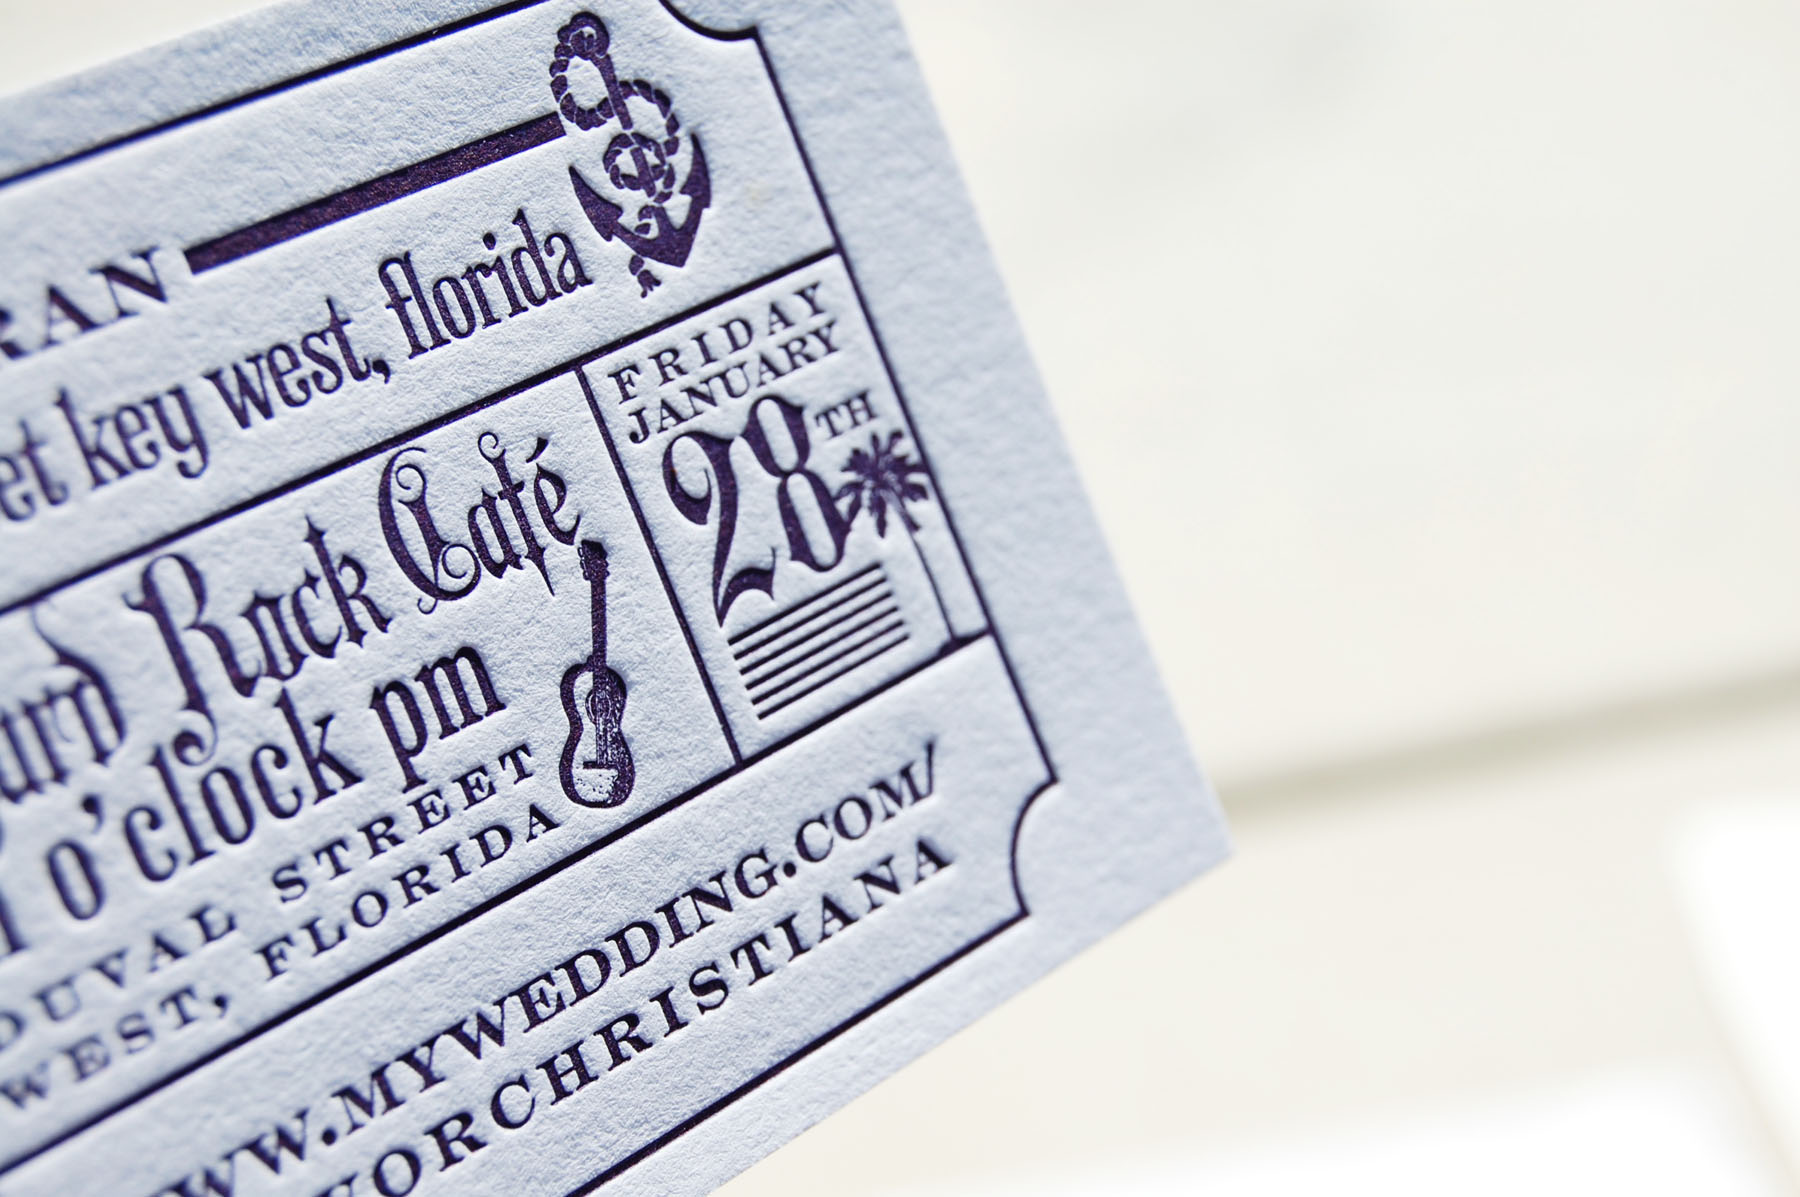 RAN
et key west, florida
Rock Café
o'clock pm
DUVAL STREET
WEST, FLORIDA
FRIDAY
JANUARY
28TH
WWW.MYWEDDING.COM/
ORCHRISTIANA